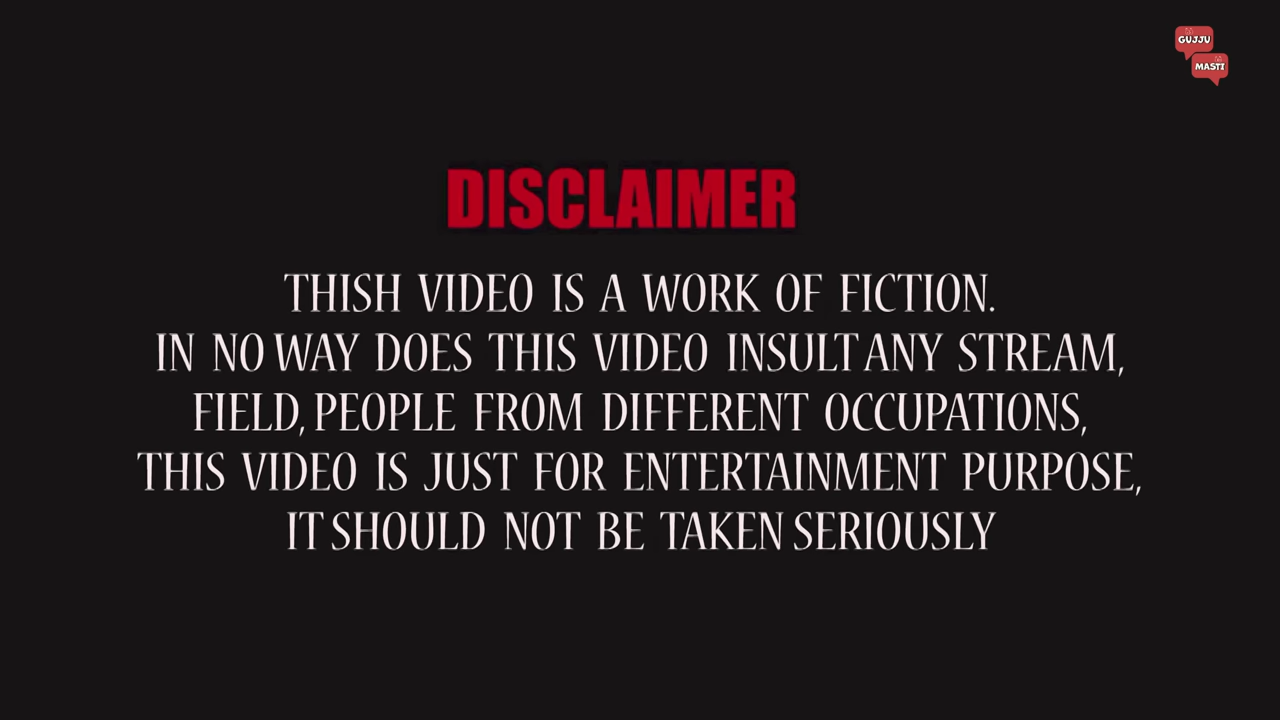 GUJJU
MASTI
DISCLAIMER
THISH VIDEO IS A WORK OF FICTION.
IN NO WAY DOES THIS VIDEO INSULT ANY STREAM,
FIELD, PEOPLE FROM DIFFERENT OCCUPATIONS,
THIS VIDEO IS JUST FOR ENTERTAINMENT PURPOSE,
IT SHOULD NOT BE TAKEN SERIOUSLY